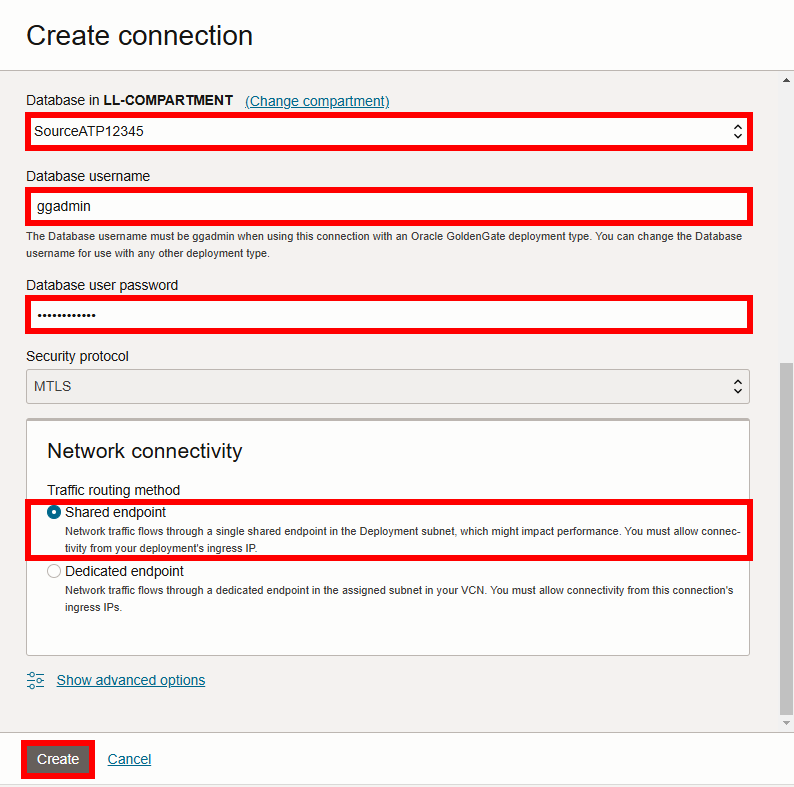 Create connection
Database in LL-COMPARTMENT (Change compartment)
SourceATP12345
Database username
ggadmin
The Database username must be ggadmin when using this connection with an Oracle GoldenGate deployment type. You can change the Database
username for use with any other deployment type.
Database user password
••••••••••••
Security protocol
MTLS
Network connectivity
Traffic routing method
Shared endpoint
Network traffic flows through a single shared endpoint in the Deployment subnet, which might impact performance. You must allow connec-
tivity from your deployment's ingress IP.
Dedicated endpoint
Network traffic flows through a dedicated endpoint in the assigned subnet in your VCN. You must allow connectivity from this connection's
ingress IPs.
Show advanced options
Create Cancel